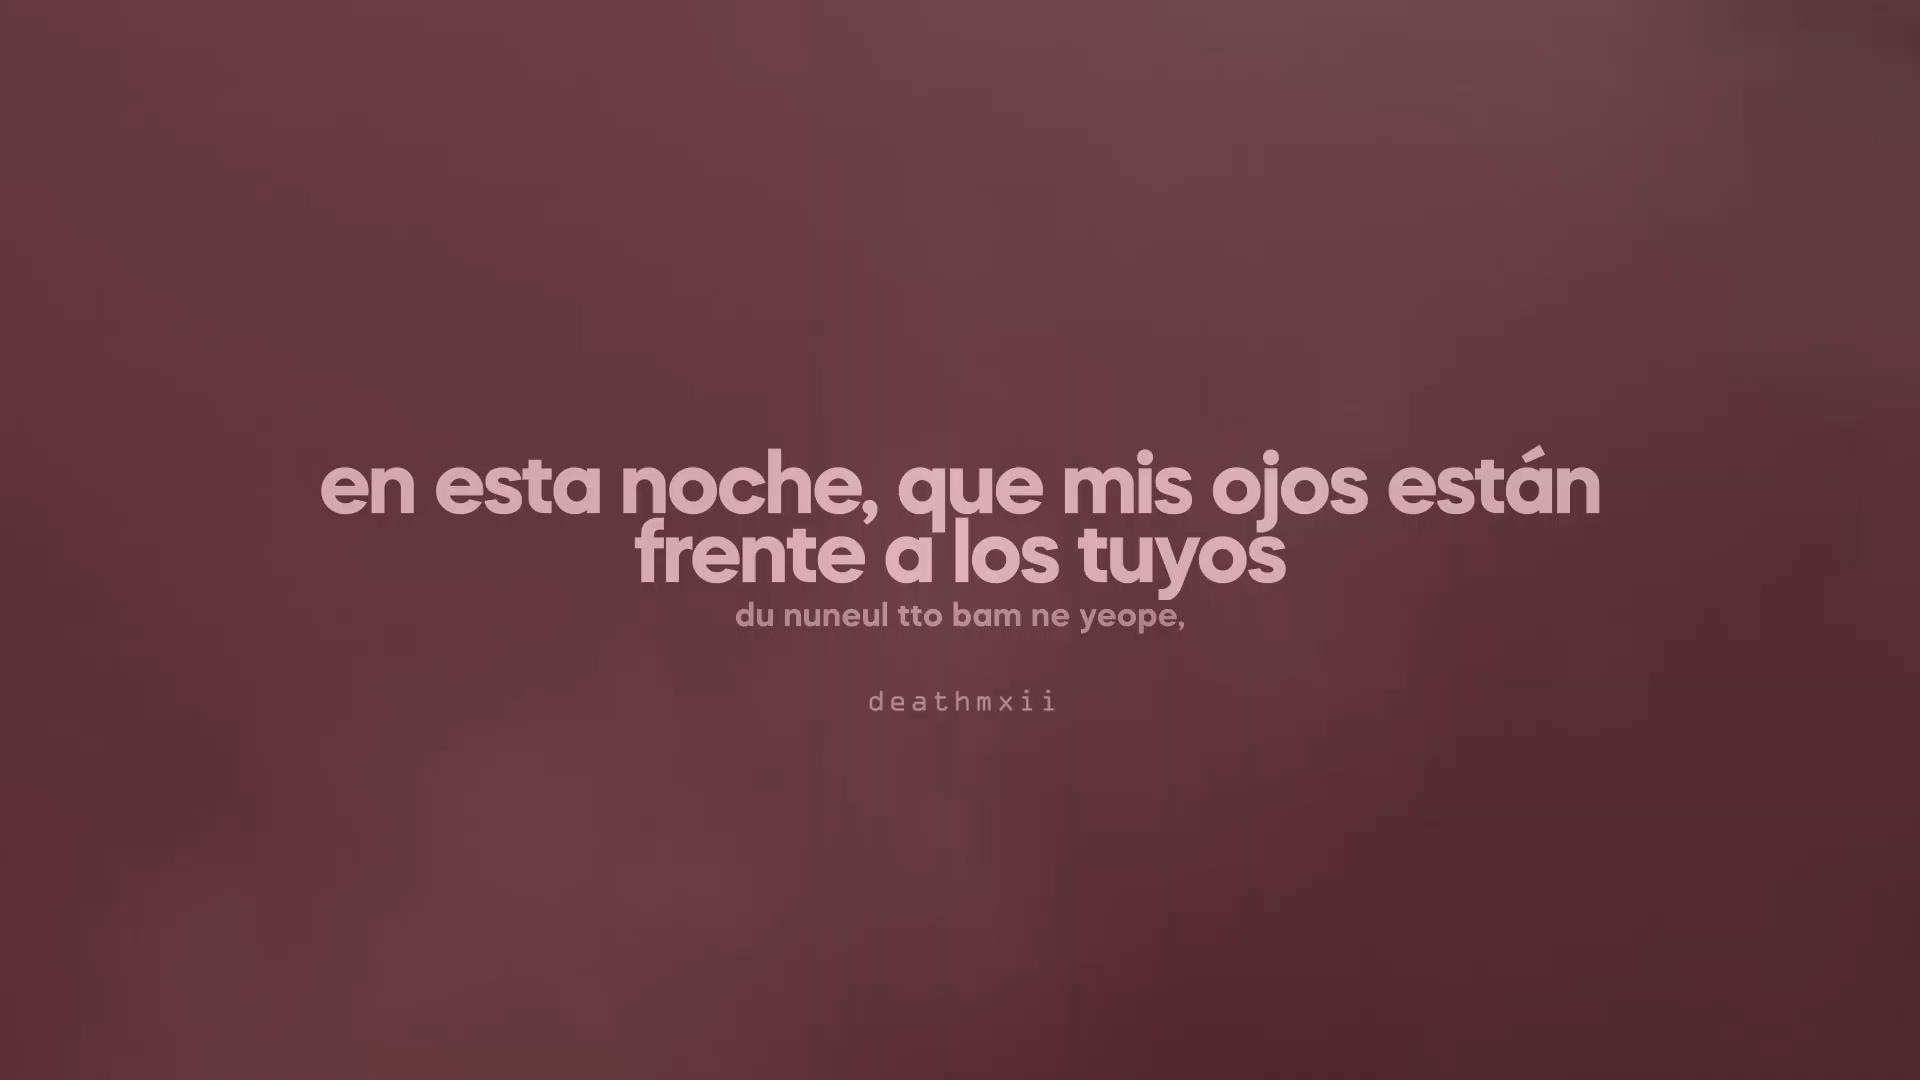 en esta noche, que mis ojos están
frente a los tuyos
du nuneul tto bam ne yeope,
deathmxii